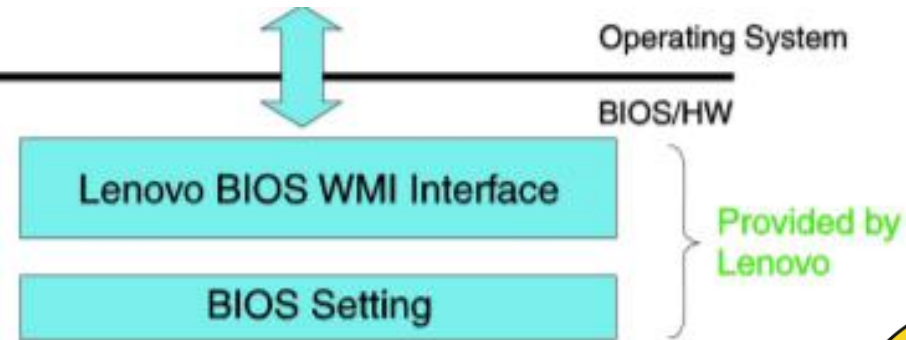 Operating System
BIOS/HW
Lenovo BIOS WMI Interface
Provided by
Lenovo
BIOS Setting